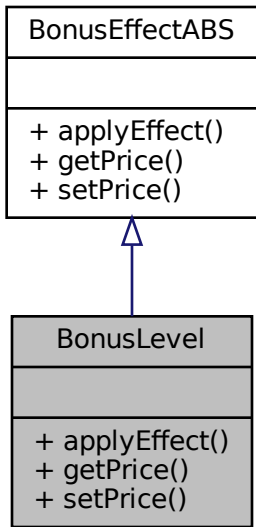 BonusEffectABS
+ applyEffect()
+ getPrice()
+ setPrice()
BonusLevel
+ applyEffect()
+ getPrice()
+ setPrice()